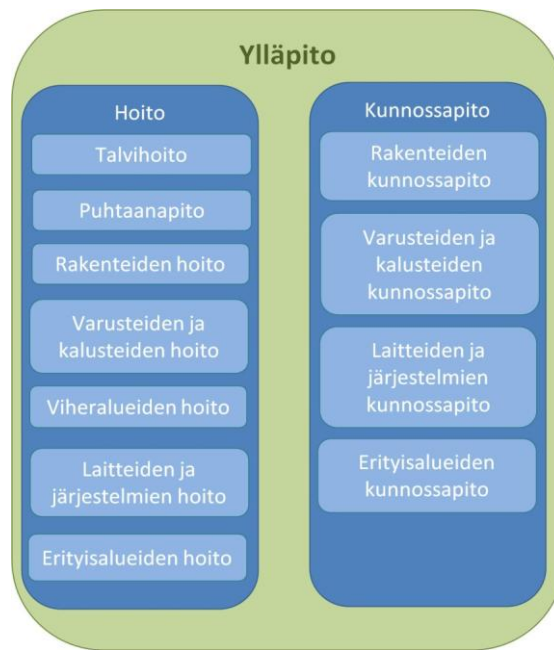 Ylläpito
Hoito
Talvihoito
Puhtaanapito
Rakenteiden hoito
Varusteiden ja
kalusteiden hoito
Viheralueiden hoito
Laitteiden ja
järjestelmien hoito
Erityisalueiden hoito
Kunnossapito
Rakenteiden
kunnossapito
Varusteiden ja
kalusteiden
kunnossapito
Laitteiden ja
järjestelmien
kunnossapito
Erityisalueiden
kunnossapito